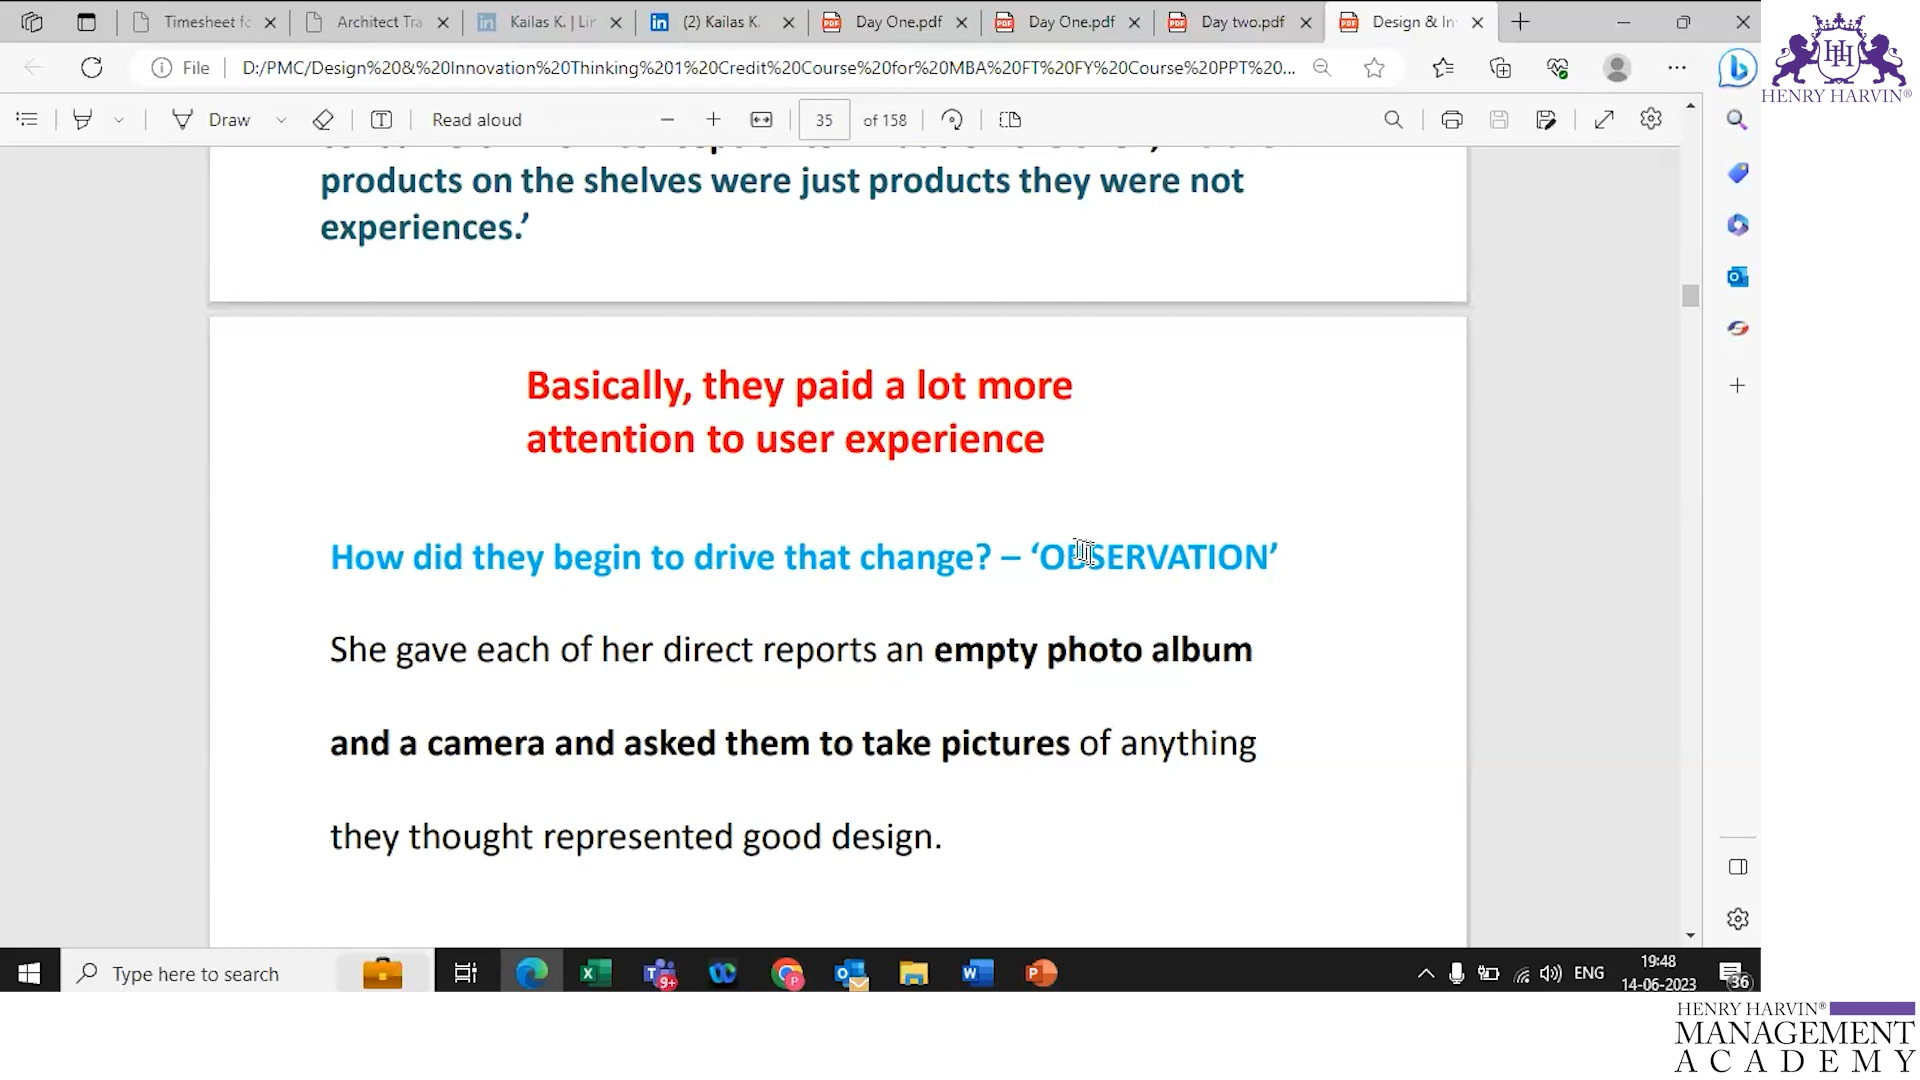 Timesheet fo
Architect Tra
Kailas K. | Lin
(2) Kailas K.
Day One.pdf
Day One.pdf
Day two.pdf
Design & In
File
D:/PMC/Design%20&%20Innovation%20Thinking%201%20Credit%20Course%20for%20MBA%20FT%20FY%20Course%20PPT%20...
HENRY HARVIN®
Draw
Read aloud
35
of 158
products on the shelves were just products they were not
experiences.’
Basically, they paid a lot more
attention to user experience
How did they begin to drive that change? – ‘OBSERVATION’
She gave each of her direct reports an empty photo album
and a camera and asked them to take pictures of anything
they thought represented good design.
Type here to search
9+
ENG
19:48
14-06-2023
36
HENRY HARVIN®
MANAGEMENT
ACADEMY